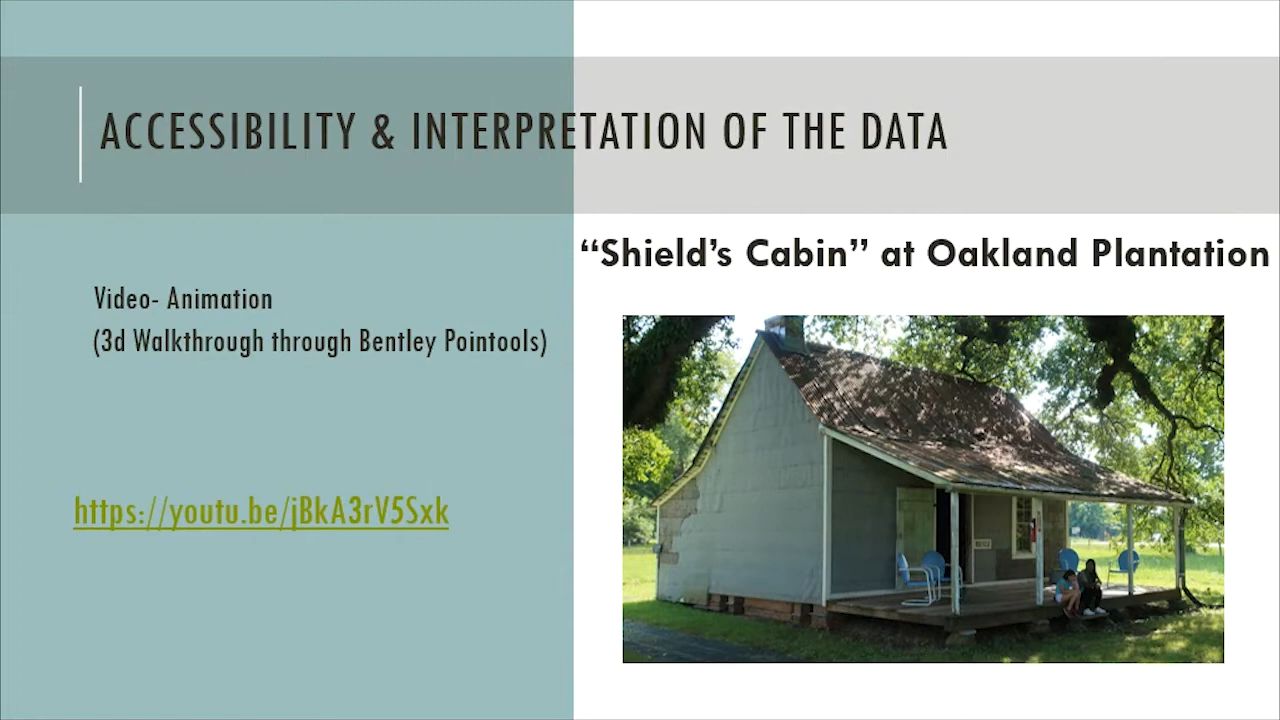 ACCESSIBILITY & INTERPRETATION OF THE DATA
“Shield’s Cabin” at Oakland Plantation
Video- Animation
(3d Walkthrough through Bentley Pointools)
https://youtu.be/jBkA3rV5Sxk